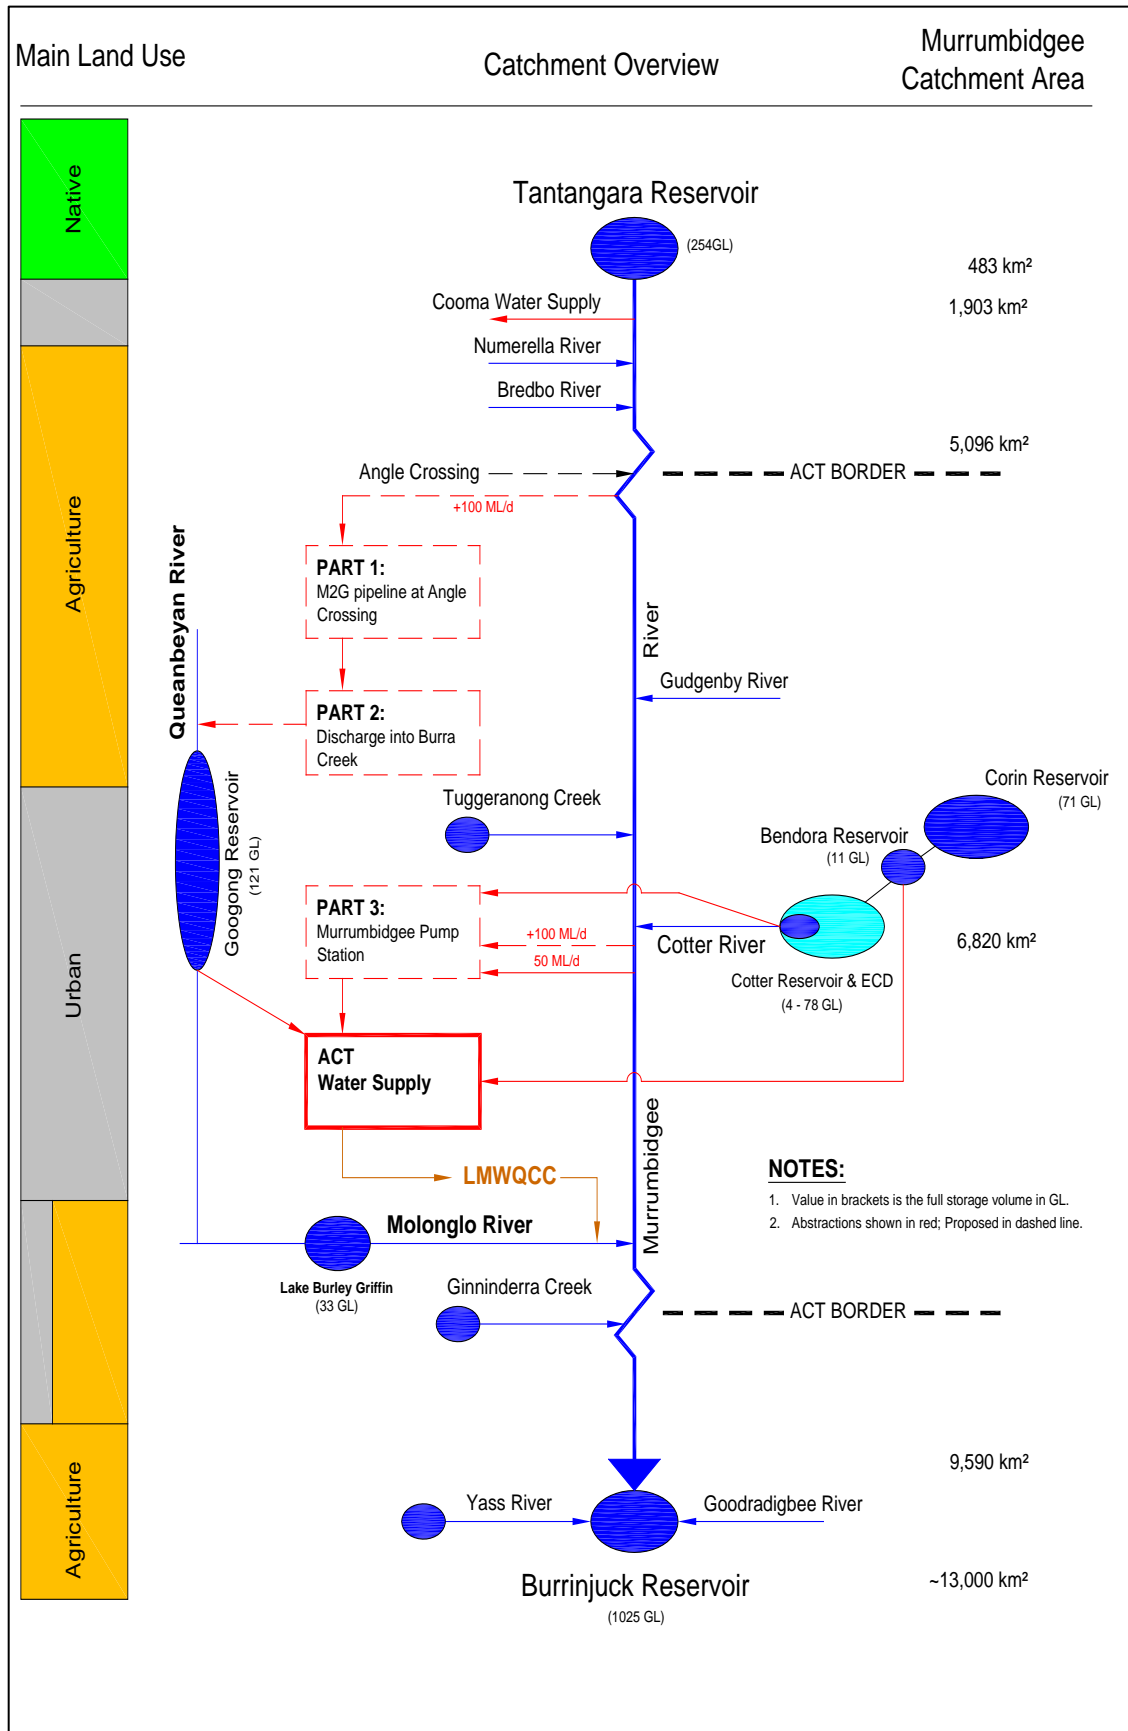 Main Land Use
Catchment Overview
Murrumbidgee
Catchment Area
Native
Tantangara Reservoir
(254GL)
483 km²
Cooma Water Supply
1,903 km²
Numerella River
Bredbo River
5,096 km²
Angle Crossing
ACT BORDER
+100 ML/d
Agriculture
Queanbeyan River
PART 1:
M2G pipeline at Angle
Crossing
River
Gudgenby River
PART 2:
Discharge into Burra
Creek
Corin Reservoir
(71 GL)
Tuggeranong Creek
Bendora Reservoir
(11 GL)
Googong Reservoir
(121 GL)
PART 3:
Murrumbidgee Pump
Station
+100 ML/d
50 ML/d
Cotter River
6,820 km²
Cotter Reservoir & ECD
(4 - 78 GL)
Urban
ACT
Water Supply
Murrumbidgee
LMWQCC
NOTES:
1. Value in brackets is the full storage volume in GL.
2. Abstractions shown in red; Proposed in dashed line.
Molonglo River
Lake Burley Griffin
(33 GL)
Ginninderra Creek
ACT BORDER
9,590 km²
Agriculture
Yass River
Goodradigbee River
Burrinjuck Reservoir
(1025 GL)
~13,000 km²